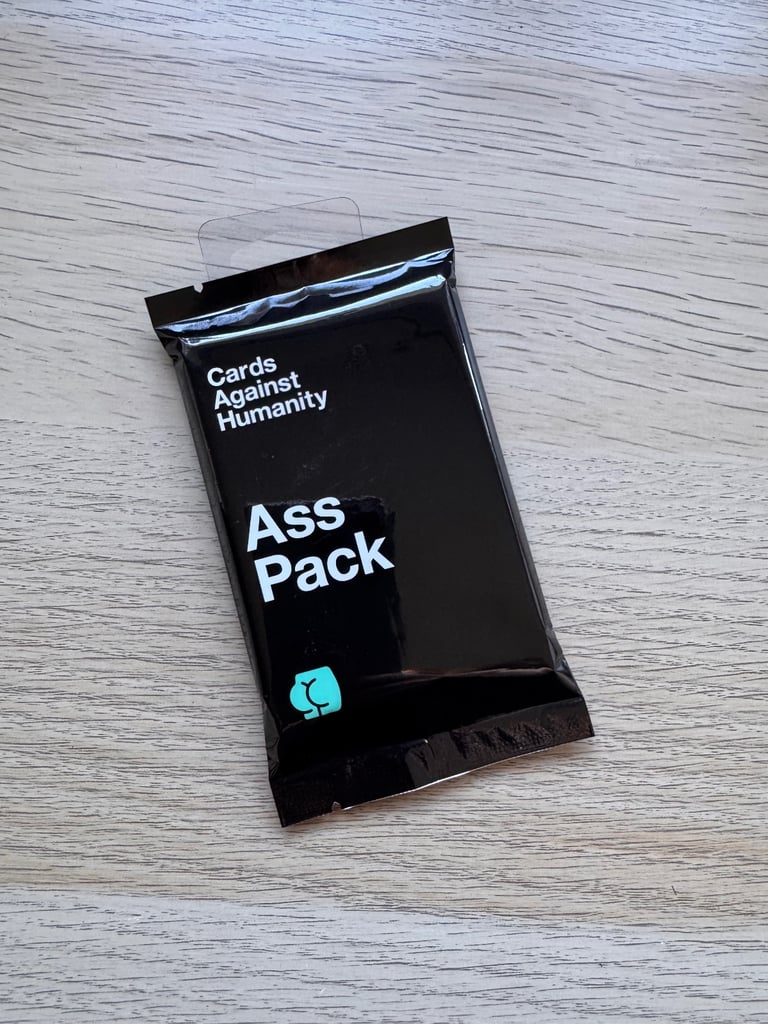 Cards
Against
Humanity
Ass
Pack